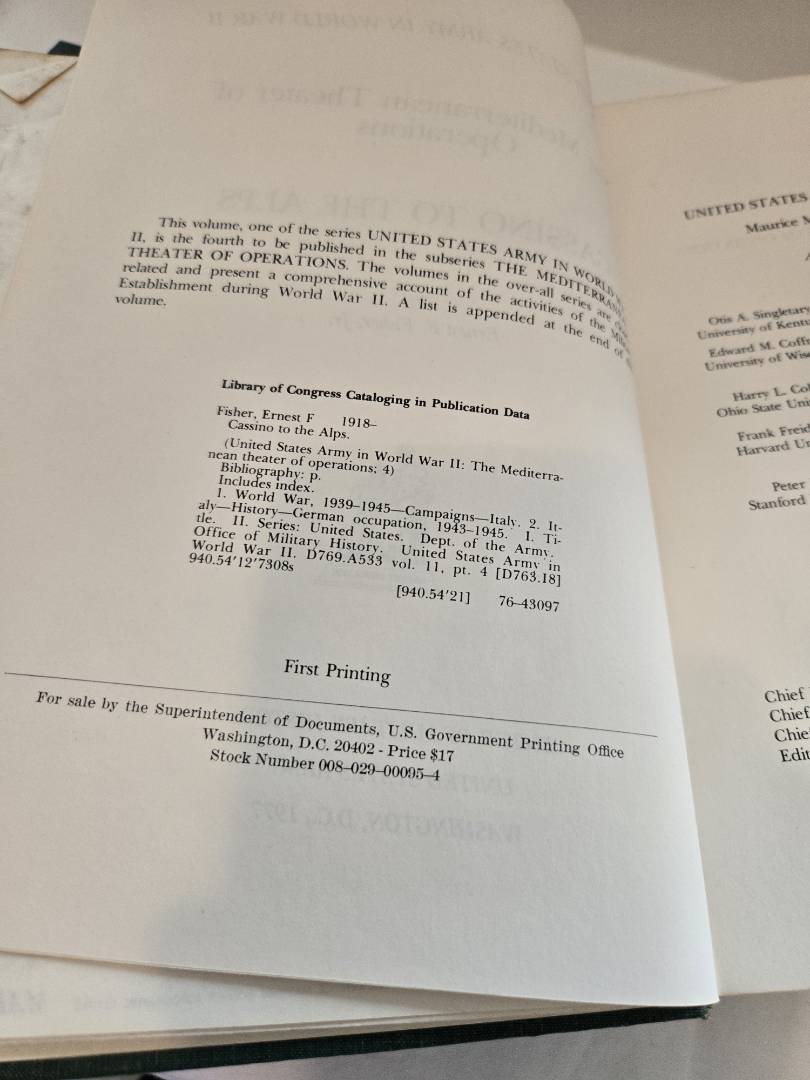 This volume, one of the series UNITED STATES ARMY IN WORLD
II, is the fourth to be published in the subseries THE MEDITERRANEAN
THEATER OF OPERATIONS. The volumes in the over-all series are
related and present a comprehensive account of the activities of the
Establishment during World War II. A list is appended at the end of
volume.
Library of Congress Cataloging in Publication Data
Fisher, Ernest F 1918–
Cassino to the Alps.
(United States Army in World War II: The Mediterra-
nean theater of operations; 4)
Bibliography: p.
Includes index.
1. World War, 1939–1945—Campaigns—Italy. 2. It-
aly—History—German occupation, 1943–1945. I. Ti-
tle. II. Series: United States. Dept. of the Army.
Office of Military History. United States Army in
World War II. D769.A533 vol. 11, pt. 4 [D763.18]
940.54'12'7308s
[940.54'21] 76–43097
First Printing
For sale by the Superintendent of Documents, U.S. Government Printing Office
Washington, D.C. 20402 - Price $17
Stock Number 008–029–00095–4
UNITED STATES
Maurice M
Otis A. Singletary
University of Kentu
Edward M. Coffm
University of Wis
Harry L. Col
Ohio State Uni
Frank Freid
Harvard Un
Peter
Stanford
Chief
Chief
Chie
Edit